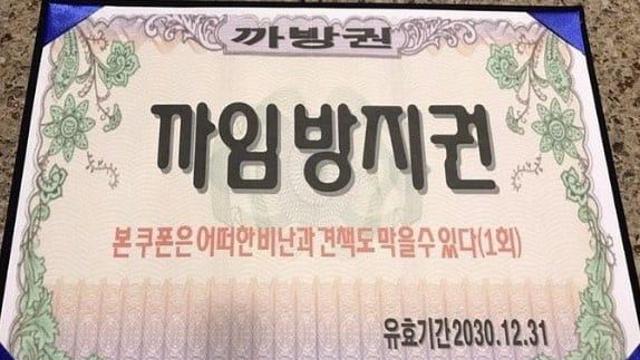 까방권
까임 방지권
본 쿠폰은 어떠한 비난과 견책도 막을 수 있다(1회)
유효기간 2030.12.31